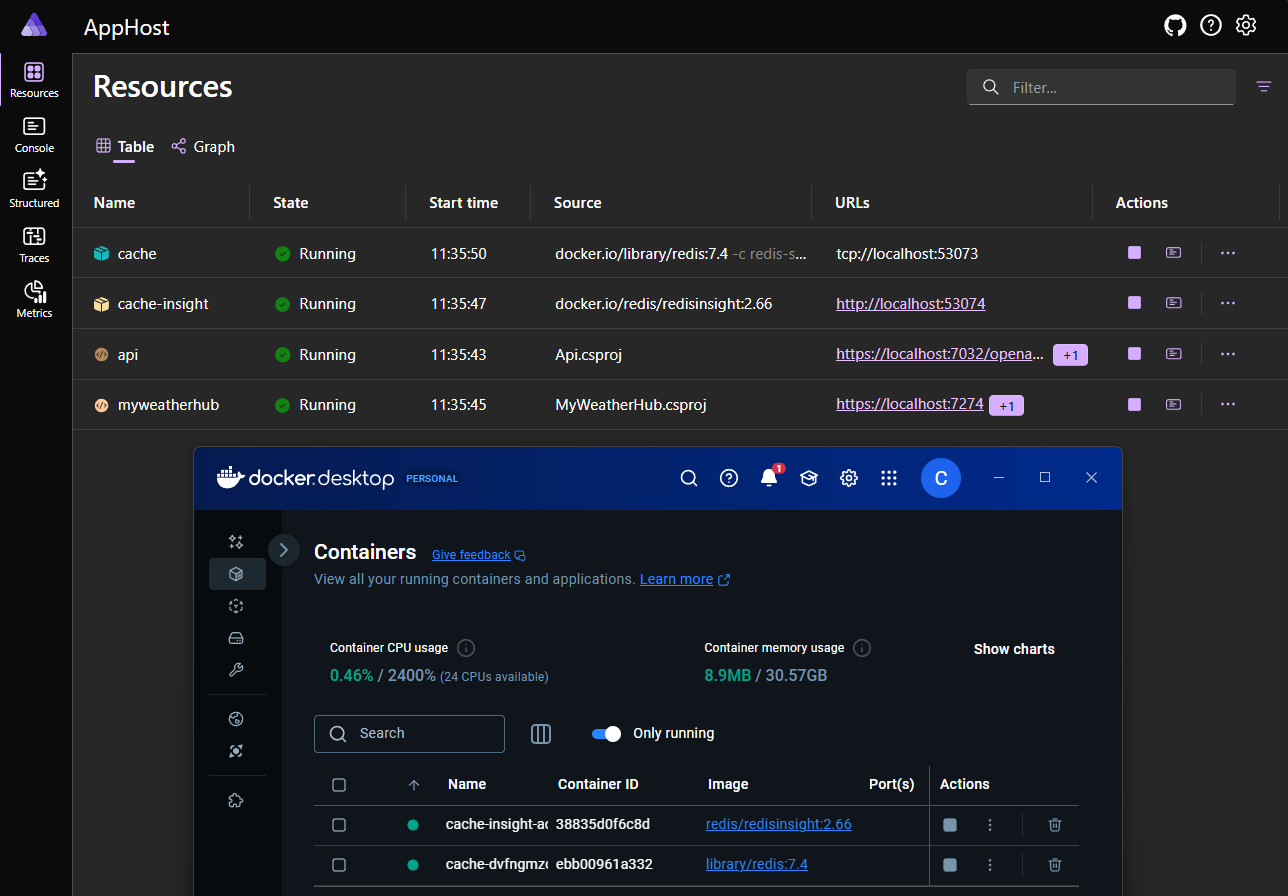 AppHost
Resources
Console
Structured
Traces
Metrics
Resources
Filter...
Table Graph
Name State Start time Source URLs Actions
cache Running 11:35:50 docker.io/library/redis:7.4 -c redis-s... tcp://localhost:53073
cache-insight Running 11:35:47 docker.io/redis/redisinsight:2.66 http://localhost:53074
api Running 11:35:43 Api.csproj https://localhost:7032/opena... +1
myweatherhub Running 11:35:45 MyWeatherHub.csproj https://localhost:7274 +1
docker.desktop PERSONAL 1 C
Containers Give feedback
View all your running containers and applications. Learn more
Container CPU usage Container memory usage Show charts
0.46% / 2400% (24 CPUs available) 8.9MB / 30.57GB
Search Only running
Name Container ID Image Port(s) Actions
cache-insight-ac 38835d0f6c8d redis/redisinsight:2.66
cache-dvfngmzc ebb00961a332 library/redis:7.4